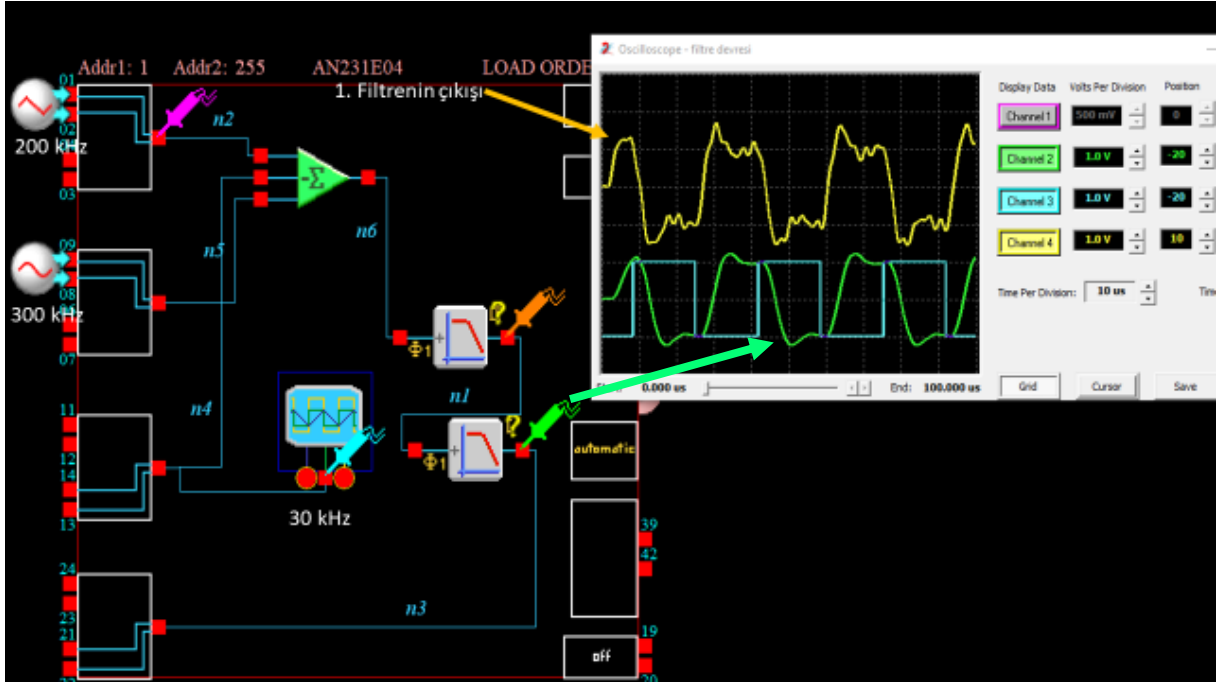 Oscilloscope - filtre devresi
Addr1: 1 Addr2: 255 AN231E04 LOAD ORDE
1. Filtrenin çıkışı
Display Data Volts Per Division Position
Channel 1 500 mV 0
Channel 2 1.0 V -20
Channel 3 1.0 V -20
Channel 4 1.0 V 10
Time Per Division: 10 us Time
0.000 us End: 100.000 us Grid Cursor Save
01
02
200 kHz
03
n2
-Σ
n6
09
n5
08
300 kHz
07
Φ1 + ?
n1
11
n4
12
14
13
Φ1 + ?
30 kHz
automatic
39
42
24
23
21
n3
19
off
20